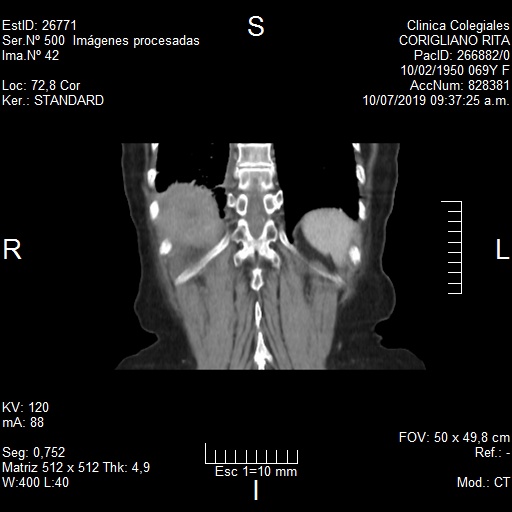 EstID: 26771
Ser.Nº 500 Imágenes procesadas
Ima.Nº 42
Loc: 72,8 Cor
Ker.: STANDARD
S
Clinica Colegiales
CORIGLIANO RITA
PacID: 266882/0
10/02/1950 069Y F
AccNum: 828381
10/07/2019 09:37:25 a.m.
R
L
KV: 120
mA: 88
Seg: 0,752
Matriz 512 x 512 Thk: 4,9
W:400 L:40
Esc 1=10 mm
I
FOV: 50 x 49,8 cm
Ref.: -
Mod.: CT